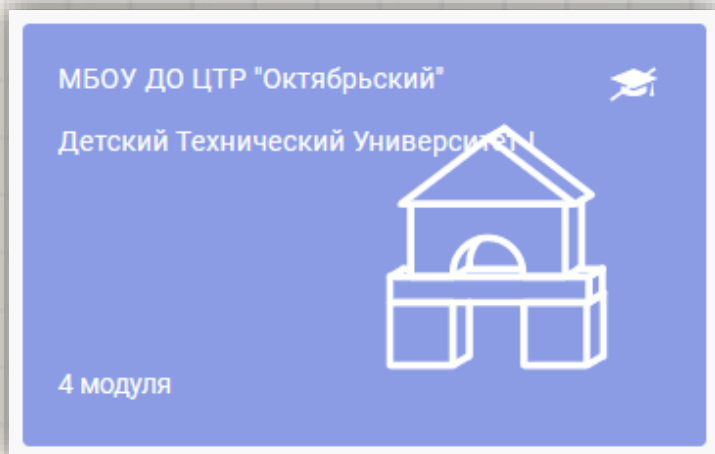 МБОУ ДО ЦТР "Октябрьский"
Детский Технический Университет I
4 модуля